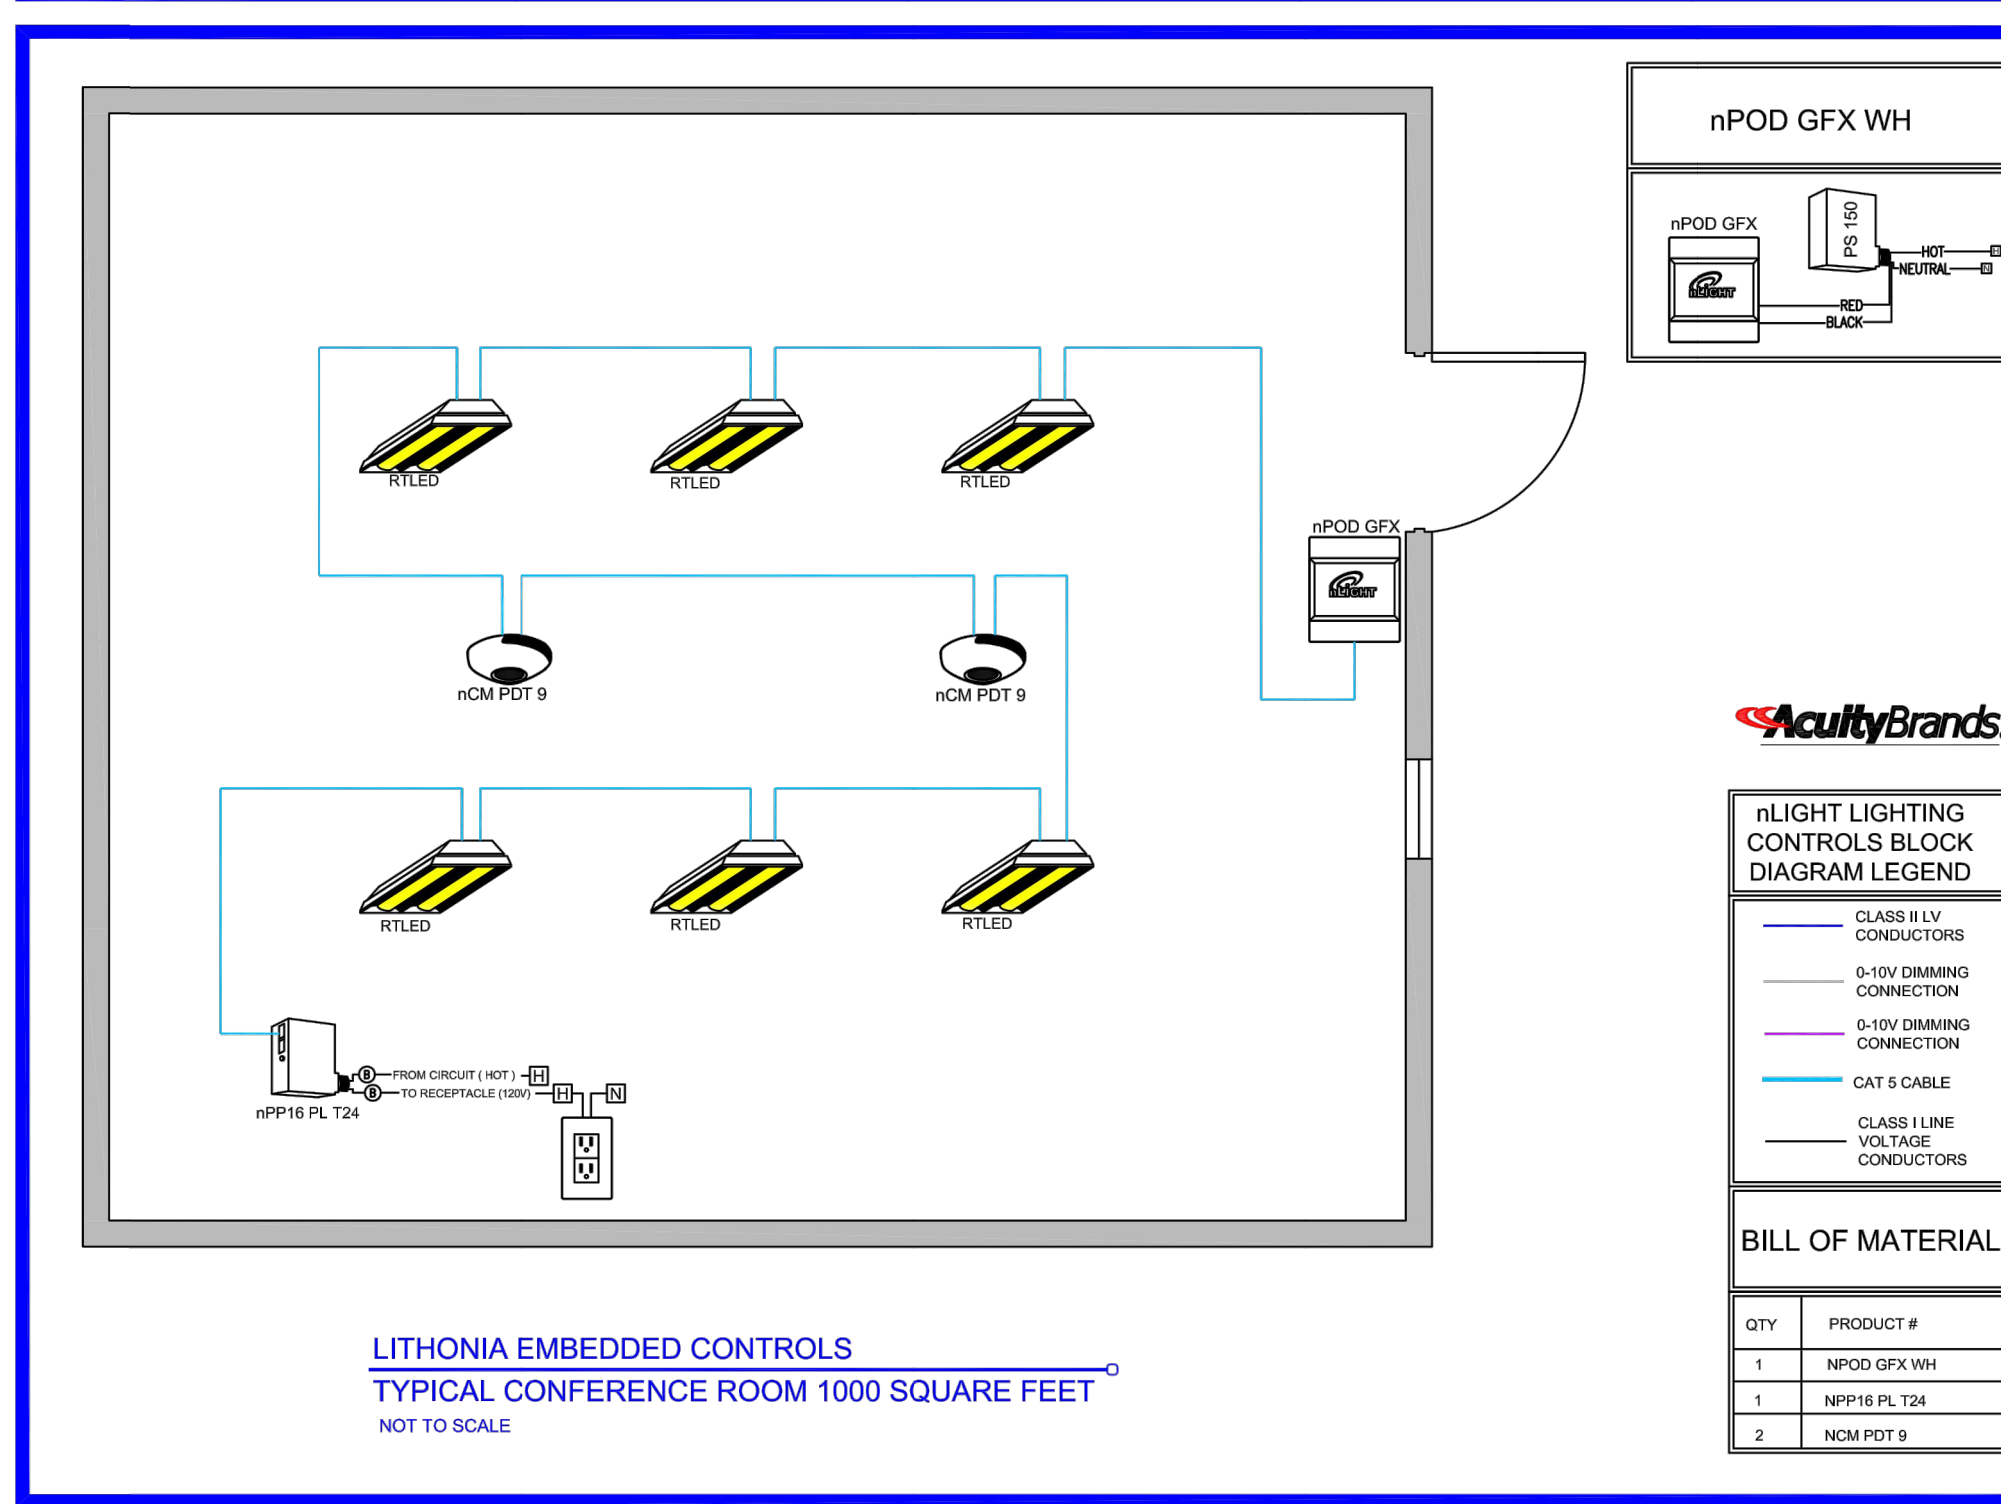 nPOD GFX WH
nPOD GFX
PS 150
HOT
H
NEUTRAL
N
nLIGHT
RED
BLACK
RTLED
RTLED
RTLED
nPOD GFX
nLIGHT
nCM PDT 9
nCM PDT 9
RTLED
RTLED
RTLED
B FROM CIRCUIT ( HOT ) H
B TO RECEPTACLE (120V) H N
nPP16 PL T24
AcuityBrands.
nLIGHT LIGHTING
CONTROLS BLOCK
DIAGRAM LEGEND
CLASS II LV
CONDUCTORS
0-10V DIMMING
CONNECTION
0-10V DIMMING
CONNECTION
CAT 5 CABLE
CLASS I LINE
VOLTAGE
CONDUCTORS
BILL OF MATERIAL
QTY PRODUCT #
1 NPOD GFX WH
1 NPP16 PL T24
2 NCM PDT 9
LITHONIA EMBEDDED CONTROLS
TYPICAL CONFERENCE ROOM 1000 SQUARE FEET
NOT TO SCALE